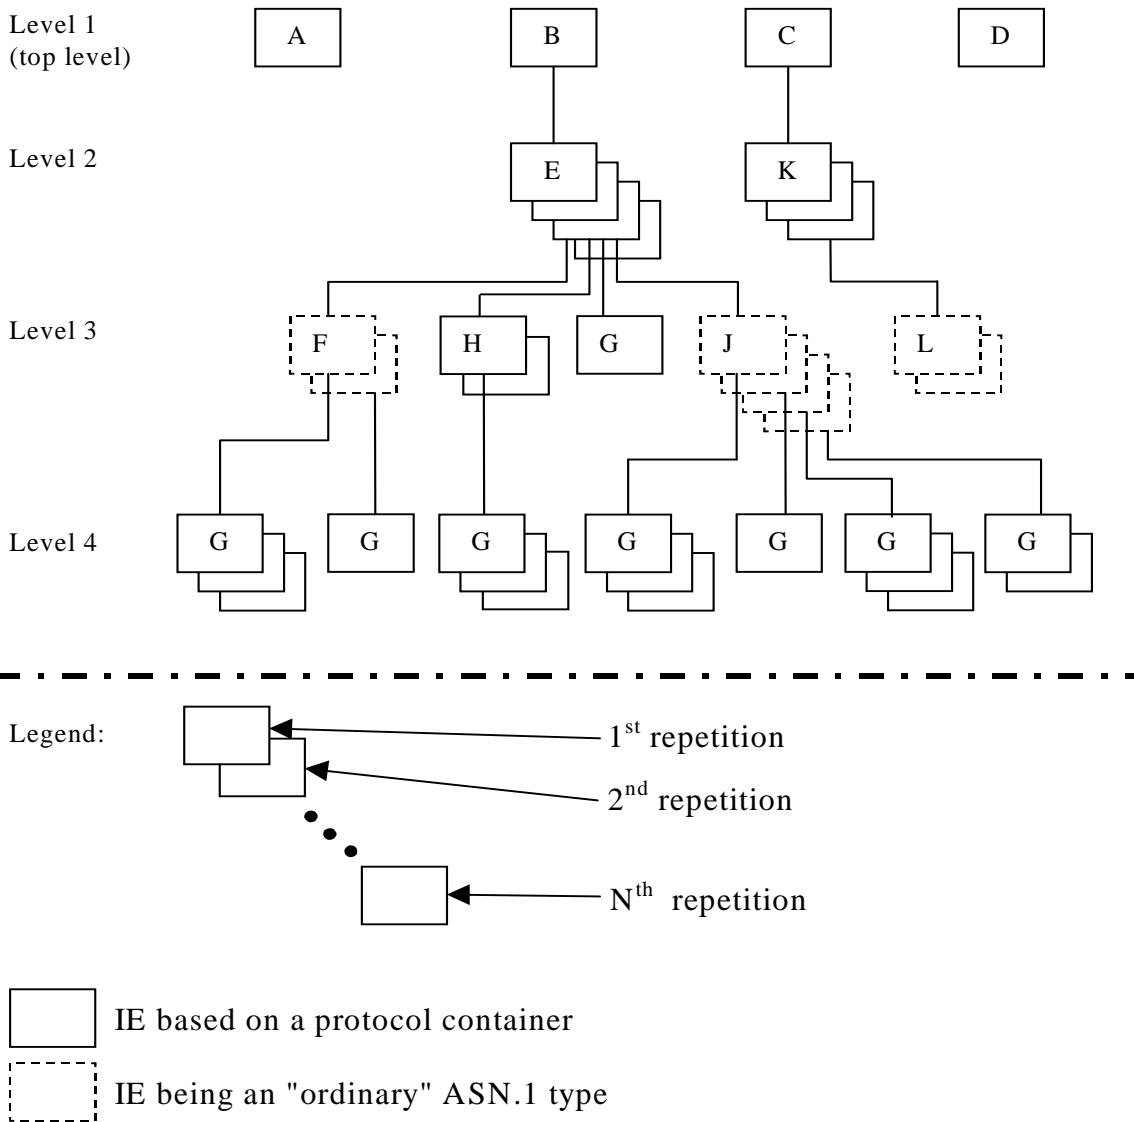 Level 1
(top level)
A B C D
Level 2
E K
Level 3
F H G J L
Level 4
G G G G G G G
Legend:
1st repetition
2nd repetition
Nth repetition
IE based on a protocol container
IE being an "ordinary" ASN.1 type